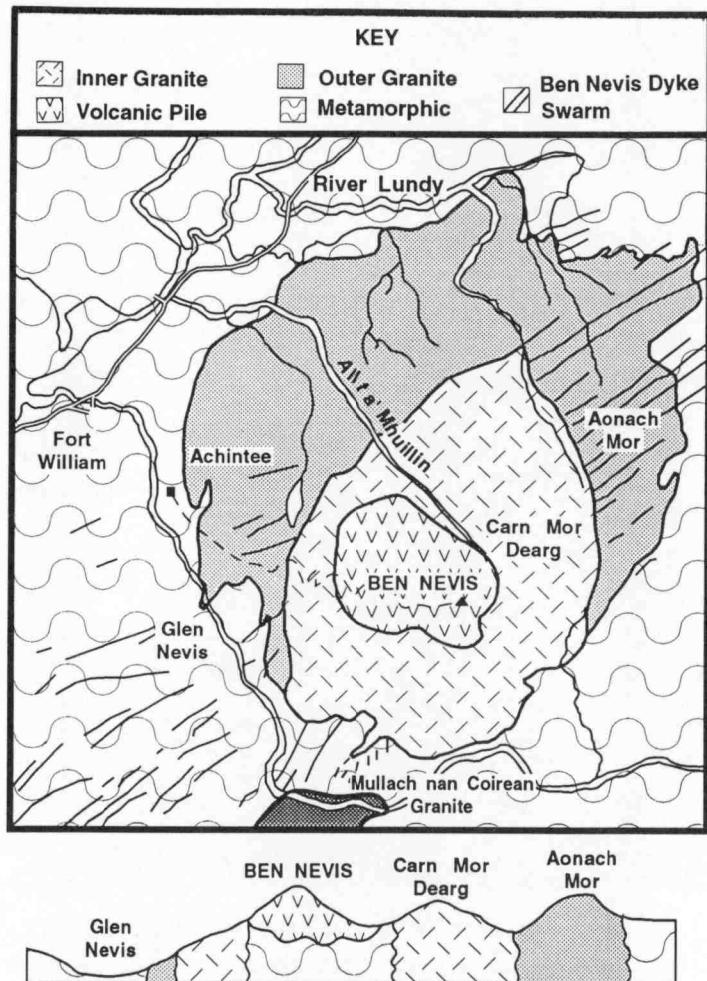 KEY
Inner Granite
Outer Granite
Ben Nevis Dyke
Swarm
Volcanic Pile
Metamorphic
River Lundy
Allt a' Mhuillin
Aonach
Mor
Fort
William
Achintee
Carn Mor
Dearg
BEN NEVIS
Glen
Nevis
Mullach nan Coirean
Granite
BEN NEVIS
Carn Mor
Dearg
Aonach
Mor
Glen
Nevis